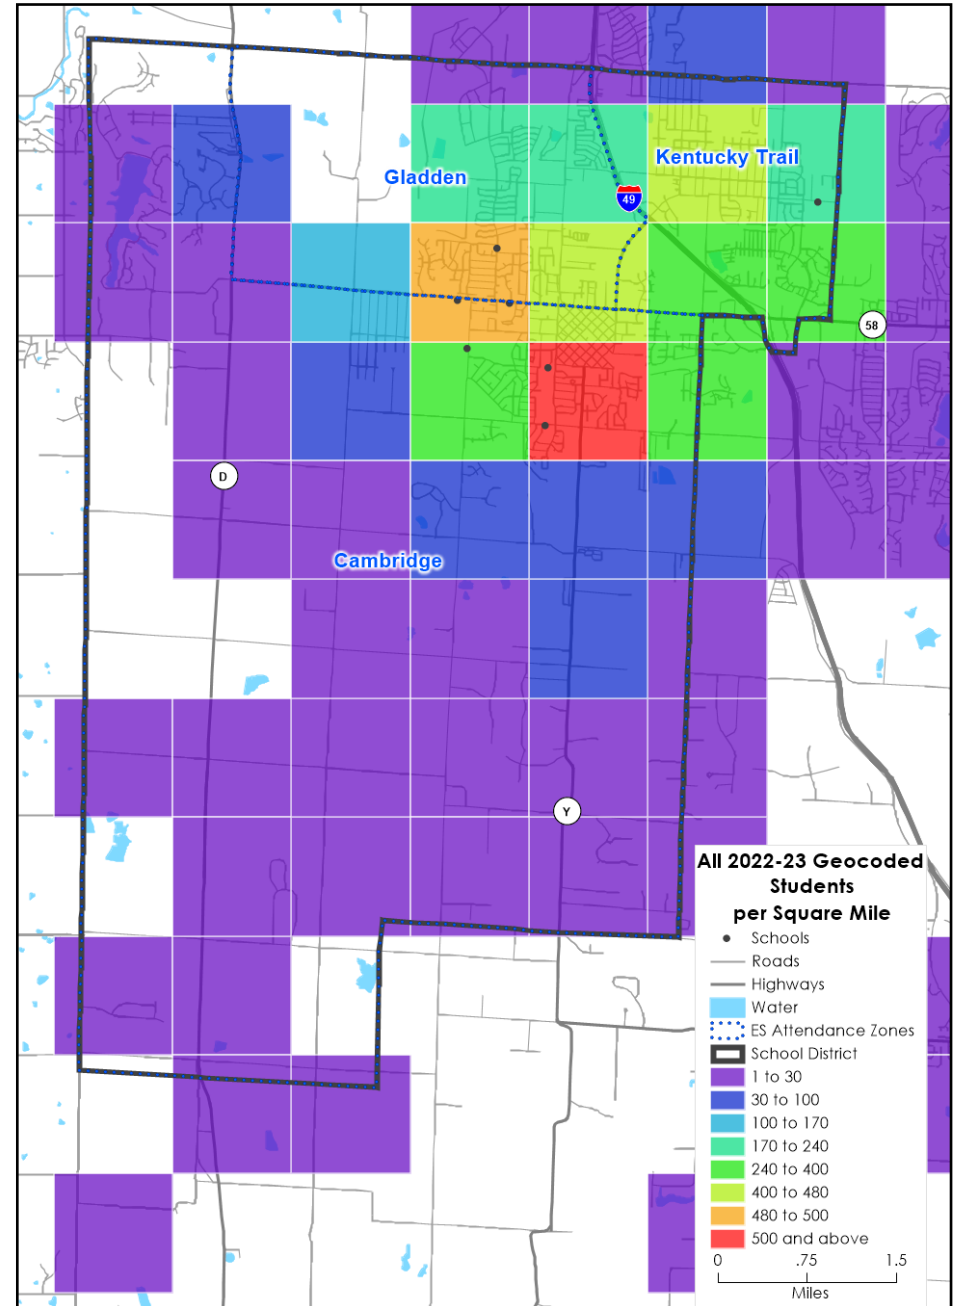 Kentucky Trail
Gladden
49
58
D
Cambridge
Y
All 2022-23 Geocoded
Students
per Square Mile
Schools
Roads
Highways
Water
ES Attendance Zones
School District
1 to 30
30 to 100
100 to 170
170 to 240
240 to 400
400 to 480
480 to 500
500 and above
0 .75 1.5
Miles